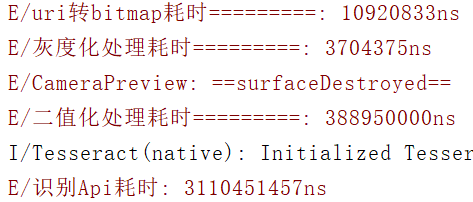 E/uri转bitmap耗时=========: 10920833ns
E/灰度化处理耗时=========: 3704375ns
E/CameraPreview: ==surfaceDestroyed==
E/二值化处理耗时=========: 388950000ns
I/Tesseract(native): Initialized Tesser
E/识别Api耗时: 3110451457ns